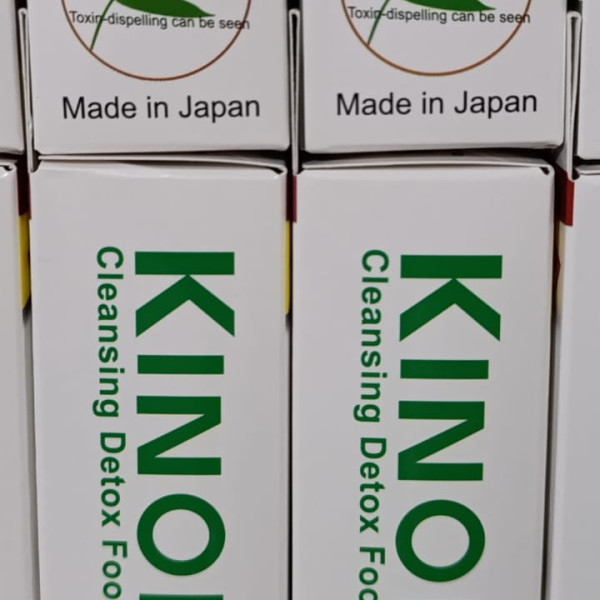 Toxin-dispelling can be seen
Made in Japan
Toxin-dispelling can be seen
Made in Japan
KINO
Cleansing Detox Foo
KINO
Cleansing Detox Foo